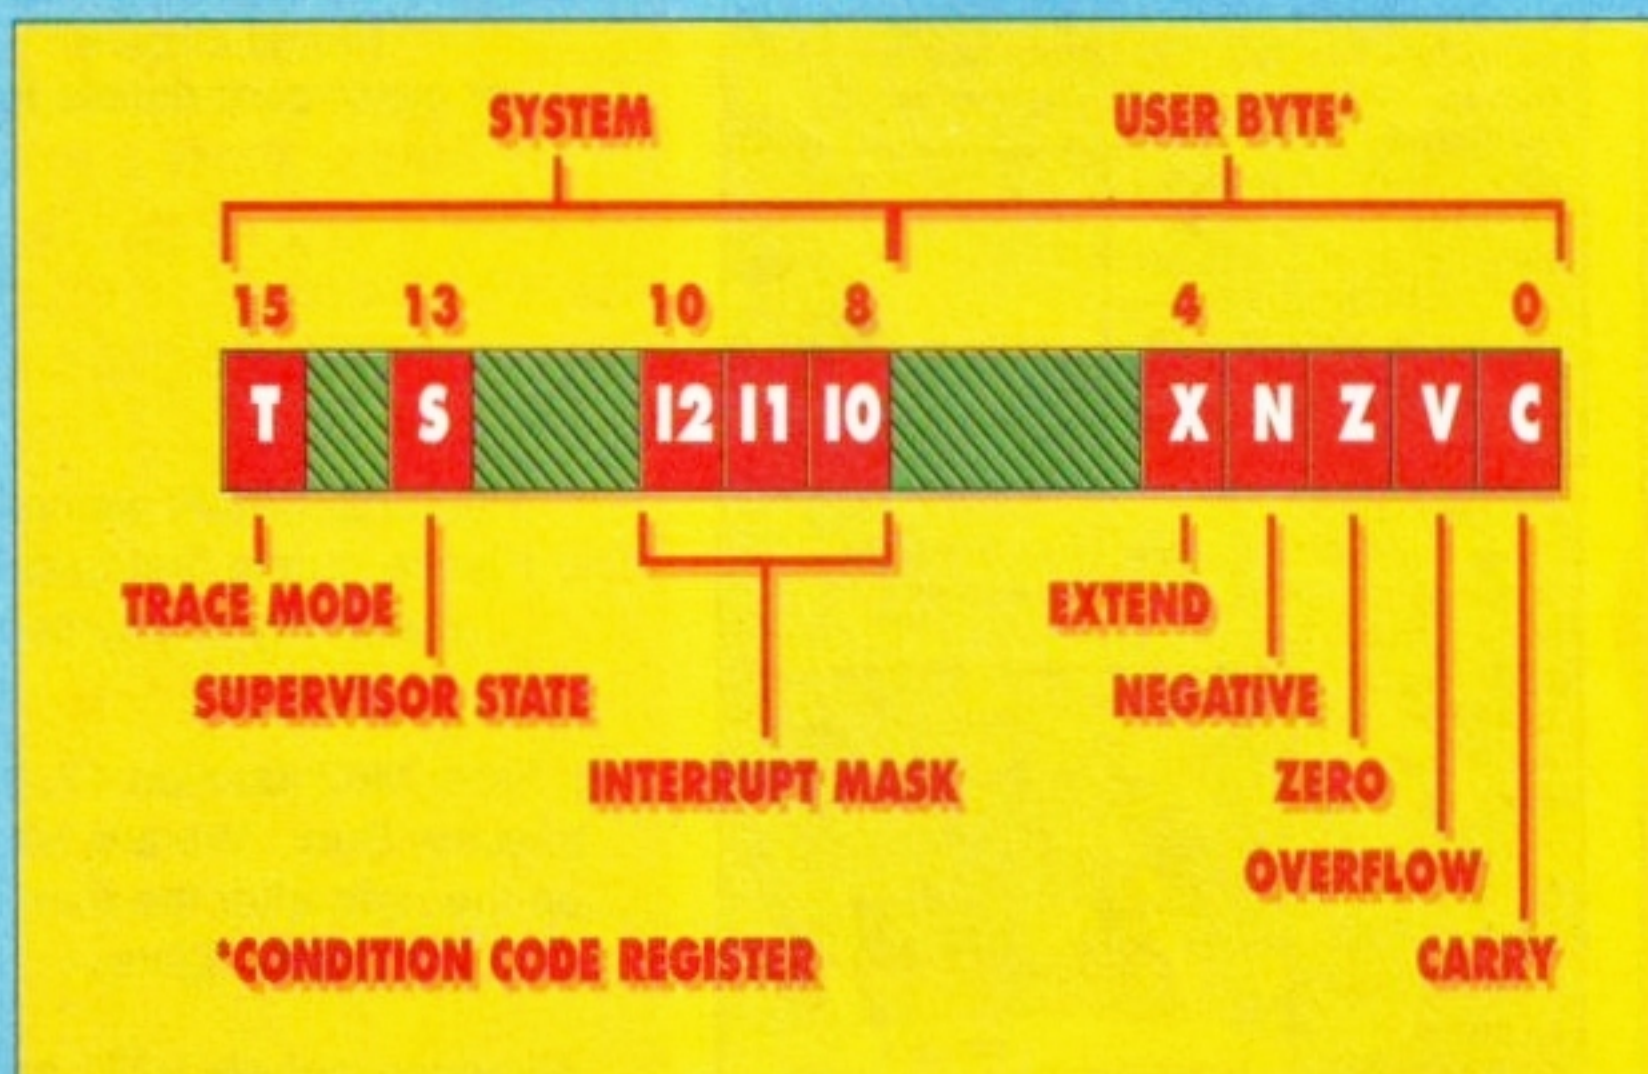 SYSTEM USER BYTE*
15 13 10 8 4 0
T S I2 I1 I0 X N Z V C
TRACE MODE EXTEND
SUPERVISOR STATE NEGATIVE
INTERRUPT MASK ZERO
OVERFLOW
*CONDITION CODE REGISTER CARRY